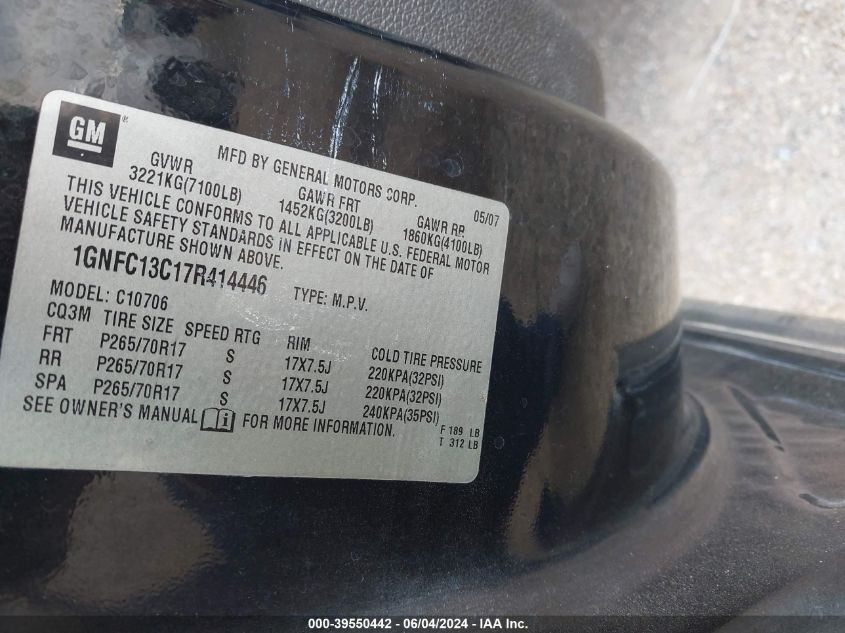 GM
MFD BY GENERAL MOTORS CORP. 05/07
GVWR GAWR FRT GAWR RR
3221KG(7100LB) 1452KG(3200LB) 1860KG(4100LB)
THIS VEHICLE CONFORMS TO ALL APPLICABLE U.S. FEDERAL MOTOR
VEHICLE SAFETY STANDARDS IN EFFECT ON THE DATE OF
MANUFACTURE SHOWN ABOVE.
1GNFC13C17R414446 TYPE: M.P.V.
MODEL: C10706
CQ3M TIRE SIZE SPEED RTG RIM COLD TIRE PRESSURE
FRT P265/70R17 S 17X7.5J 220KPA(32PSI)
RR P265/70R17 S 17X7.5J 220KPA(32PSI)
SPA P265/70R17 S 17X7.5J 240KPA(35PSI)
SEE OWNER'S MANUAL FOR MORE INFORMATION.
F 189 LB
T 312 LB
000-39550442 - 06/04/2024 - IAA Inc.